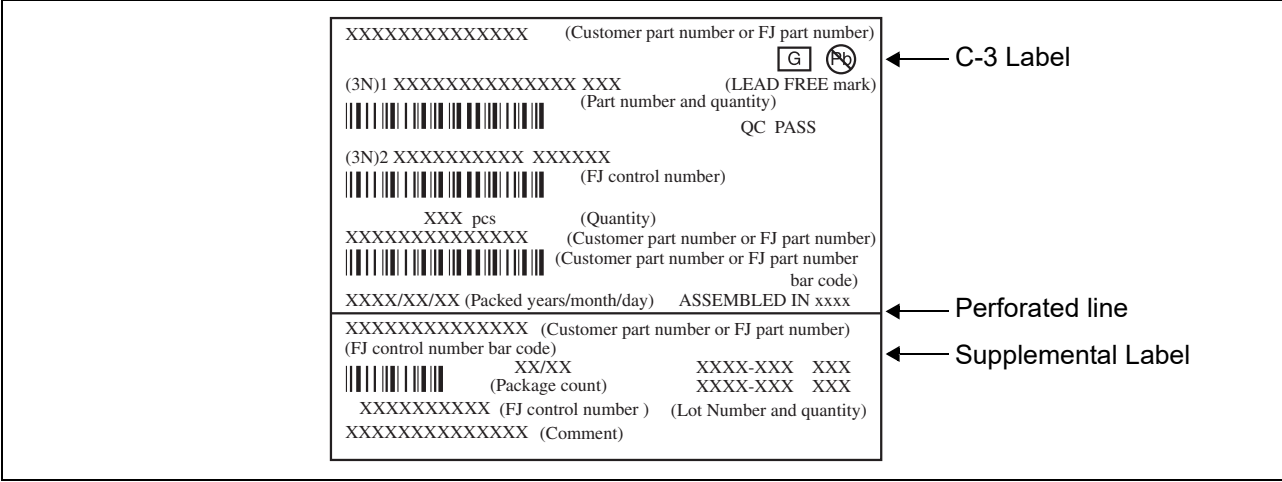 XXXXXXXXXXXXXX (Customer part number or FJ part number)
G Pb
C-3 Label
(3N)1 XXXXXXXXXXXXXX XXX (LEAD FREE mark)
(Part number and quantity)
QC PASS
(3N)2 XXXXXXXXXX XXXXXX
(FJ control number)
XXX pcs (Quantity)
XXXXXXXXXXXXXX (Customer part number or FJ part number)
(Customer part number or FJ part number
bar code)
XXXX/XX/XX (Packed years/month/day) ASSEMBLED IN xxxx
Perforated line
XXXXXXXXXXXXXX (Customer part number or FJ part number)
(FJ control number bar code)
Supplemental Label
XX/XX XXXX-XXX XXX
(Package count) XXXX-XXX XXX
XXXXXXXXXX (FJ control number ) (Lot Number and quantity)
XXXXXXXXXXXXXX (Comment)